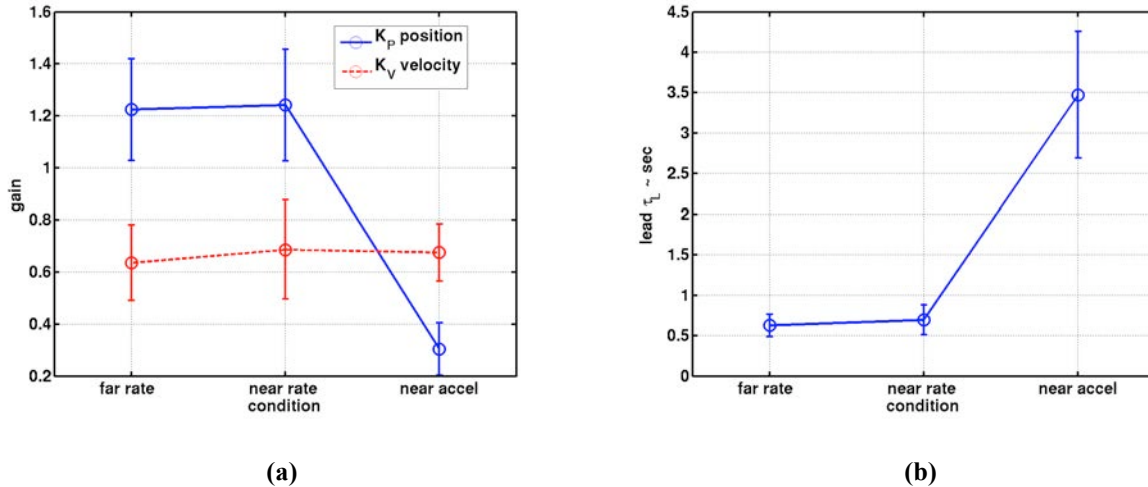 1.6
1.4
1.2
1
0.8
0.6
0.4
0.2
gain
K_P position
K_V velocity
far rate near rate near accel
condition
(a)
4.5
4
3.5
3
2.5
2
1.5
1
0.5
0
lead τ_L ~ sec
far rate near rate near accel
condition
(b)